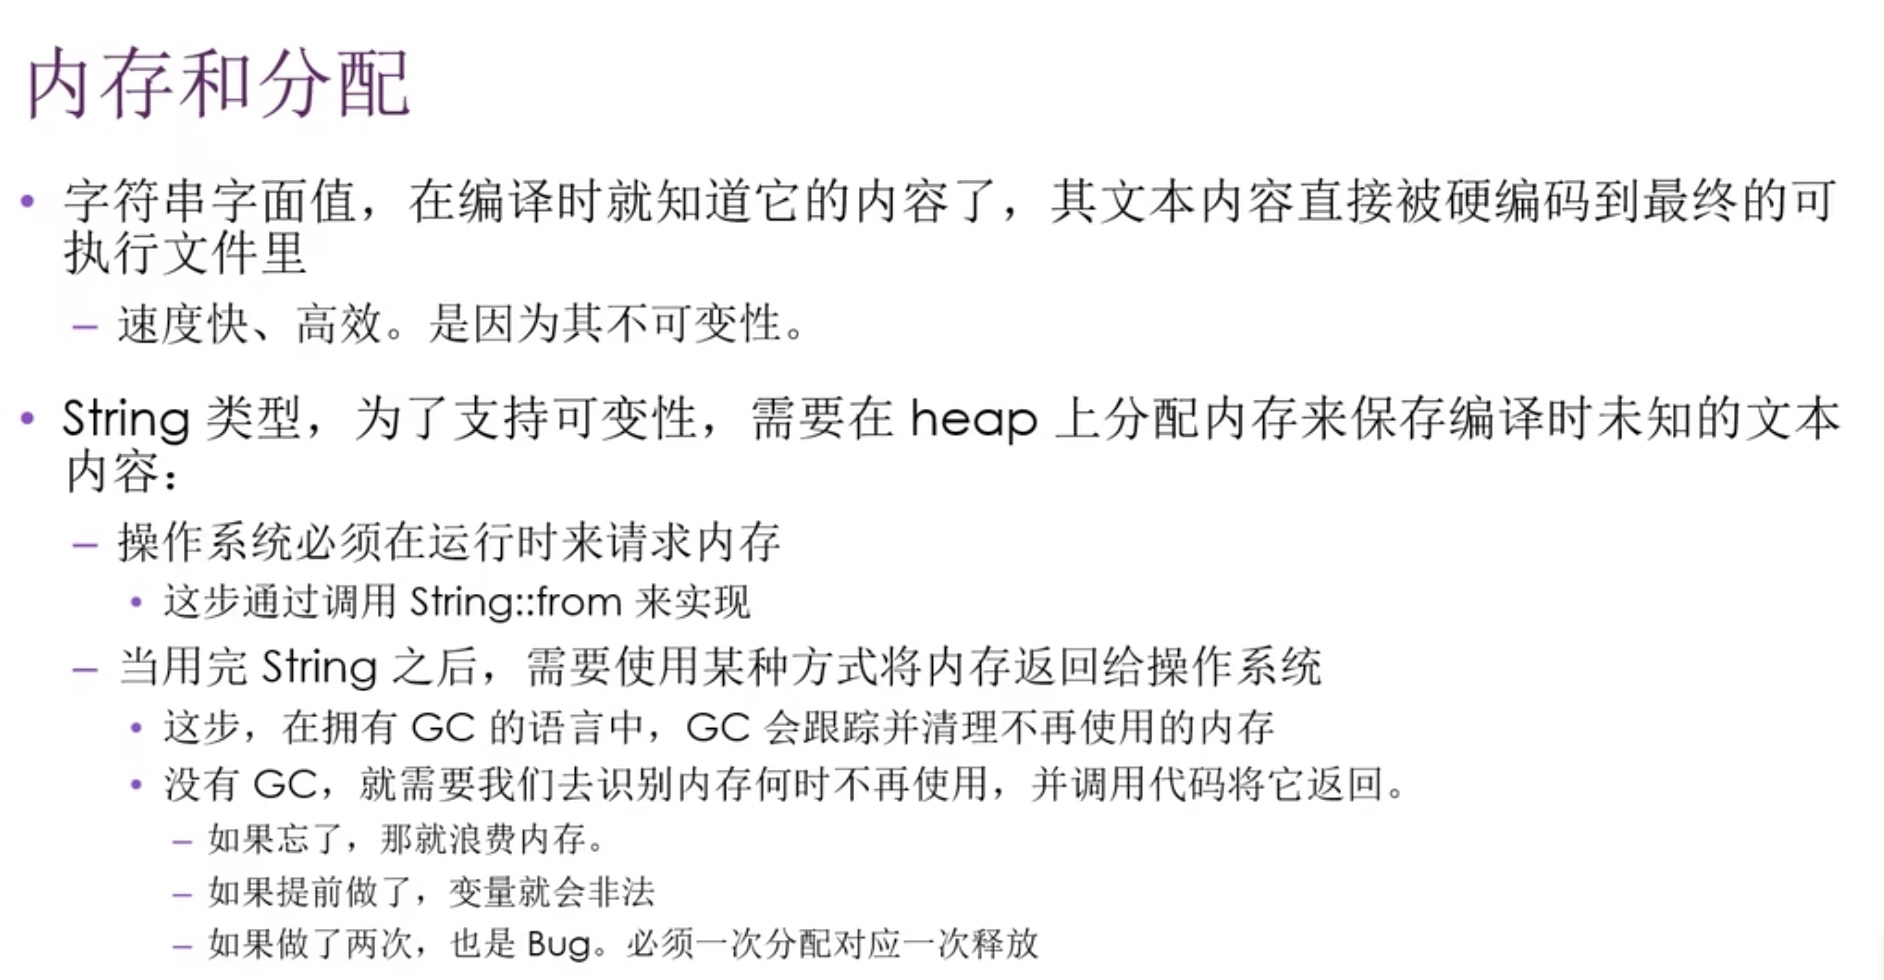 内存和分配
• 字符串字面值，在编译时就知道它的内容了，其文本内容直接被硬编码到最终的可
执行文件里
– 速度快、高效。是因为其不可变性。
• String 类型，为了支持可变性，需要在 heap 上分配内存来保存编译时未知的文本
内容：
– 操作系统必须在运行时来请求内存
• 这步通过调用 String::from 来实现
– 当用完 String 之后，需要使用某种方式将内存返回给操作系统
• 这步，在拥有 GC 的语言中，GC 会跟踪并清理不再使用的内存
• 没有 GC，就需要我们去识别内存何时不再使用，并调用代码将它返回。
– 如果忘了，那就浪费内存。
– 如果提前做了，变量就会非法
– 如果做了两次，也是 Bug。必须一次分配对应一次释放